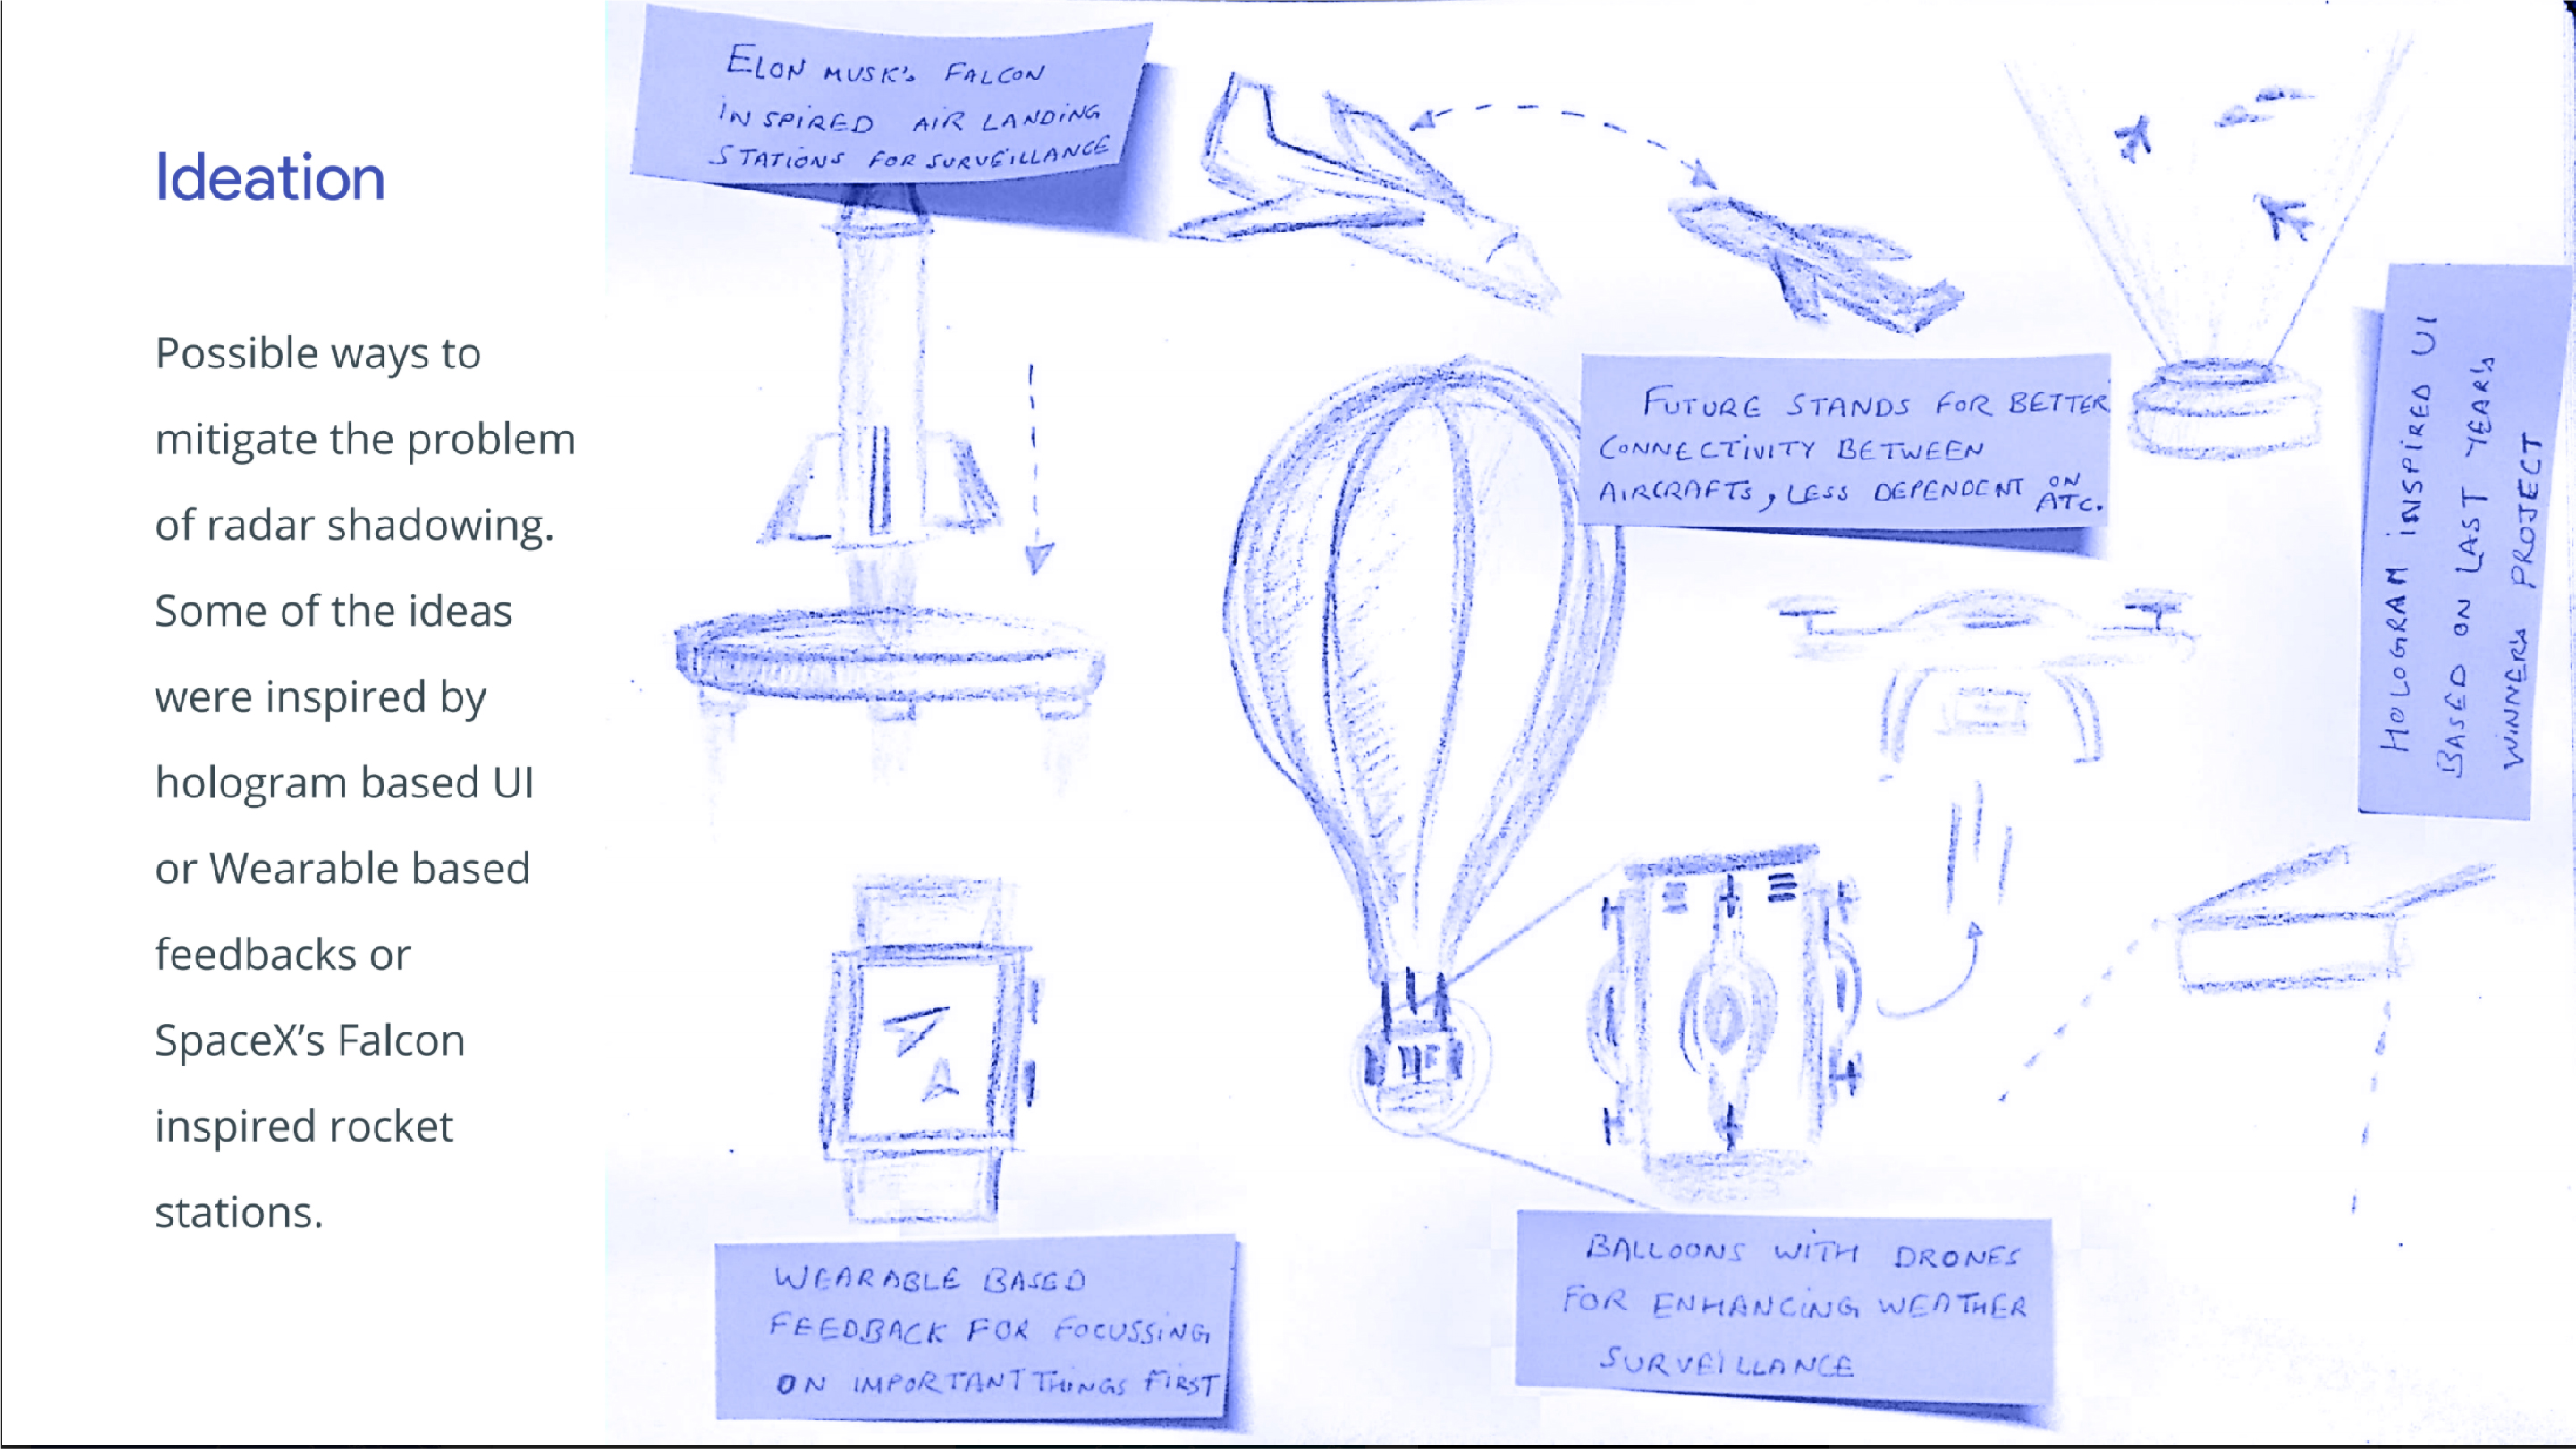 Ideation
Possible ways to
mitigate the problem
of radar shadowing.
Some of the ideas
were inspired by
hologram based UI
or Wearable based
feedbacks or
SpaceX's Falcon
inspired rocket
stations.
ELON MUSK's FALCON
INSPIRED AIR LANDING
STATIONS FOR SURVEILLANCE
FUTURE STANDS FOR BETTER
CONNECTIVITY BETWEEN
AIRCRAFTS, LESS DEPENDENT ON
ATC.
HOLOGRAM INSPIRED UI
BASED ON LAST YEAR's
WINNER's PROJECT
WEARABLE BASED
FEEDBACK FOR FOCUSSING
ON IMPORTANT THINGS FIRST
BALLOONS WITH DRONES
FOR ENHANCING WEATHER
SURVEILLANCE